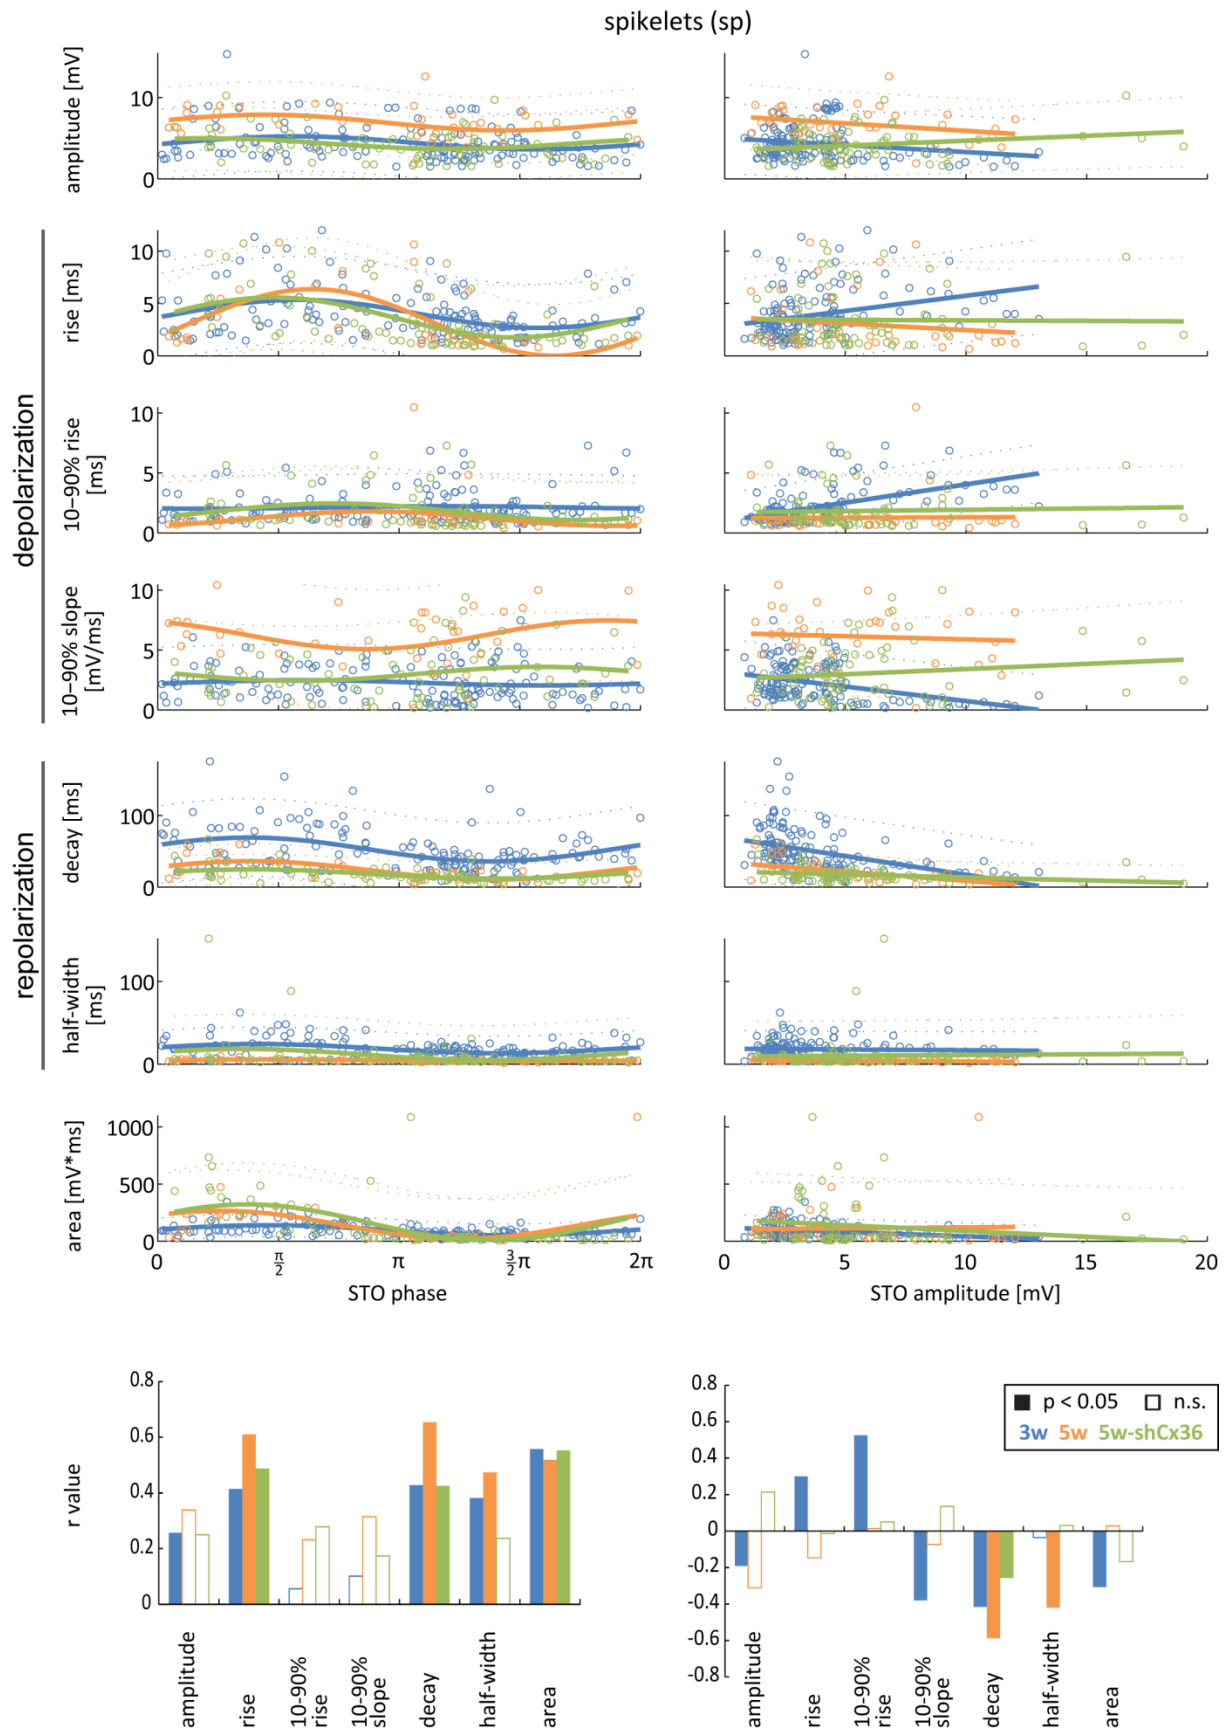 spikelets (sp)
amplitude [mV]
10
0
0
5
10
15
20
depolarization
rise [ms]
10
5
0
10–90% rise
[ms]
10
5
0
10–90% slope
[mV/ms]
10
5
0
repolarization
decay [ms]
100
0
half-width
[ms]
100
0
area [mV*ms]
1000
500
0
0
π/2
π
3/2 π
2π
STO phase
0
5
10
15
20
STO amplitude [mV]
r value
0.8
0.6
0.4
0.2
0
amplitude
rise
10-90%
rise
10-90%
slope
decay
half-width
area
0.8
0.6
0.4
0.2
0
-0.2
-0.4
-0.6
-0.8
p < 0.05 n.s.
3w 5w 5w-shCx36
amplitude
rise
10-90%
rise
10-90%
slope
decay
half-width
area